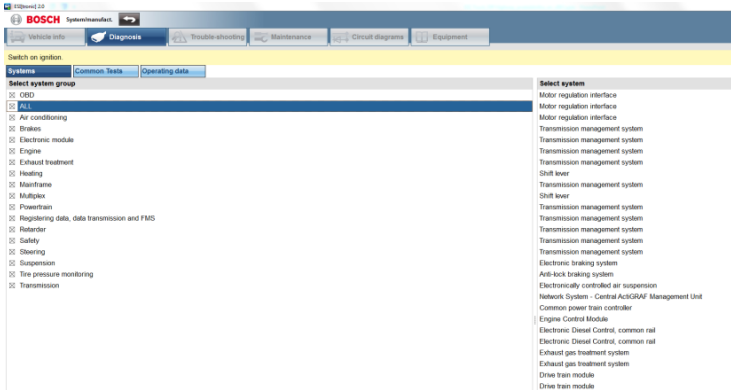 ESI[tronic] 2.0
BOSCH System/manufact.
Vehicle info
Diagnosis
Trouble-shooting
Maintenance
Circuit diagrams
Equipment
Switch on ignition.
Systems
Common Tests
Operating data
Select system group
OBD
ALL
Air conditioning
Brakes
Electronic module
Engine
Exhaust treatment
Heating
Mainframe
Multiplex
Powertrain
Registering data, data transmission and FMS
Retarder
Safety
Steering
Suspension
Tire pressure monitoring
Transmission
Select system
Motor regulation interface
Motor regulation interface
Motor regulation interface
Transmission management system
Transmission management system
Transmission management system
Transmission management system
Shift lever
Transmission management system
Shift lever
Transmission management system
Transmission management system
Transmission management system
Transmission management system
Transmission management system
Electronic braking system
Anti-lock braking system
Electronically controlled air suspension
Network System - Central ActiGRAF Management Unit
Common power train controller
Engine Control Module
Electronic Diesel Control, common rail
Electronic Diesel Control, common rail
Exhaust gas treatment system
Exhaust gas treatment system
Drive train module
Drive train module